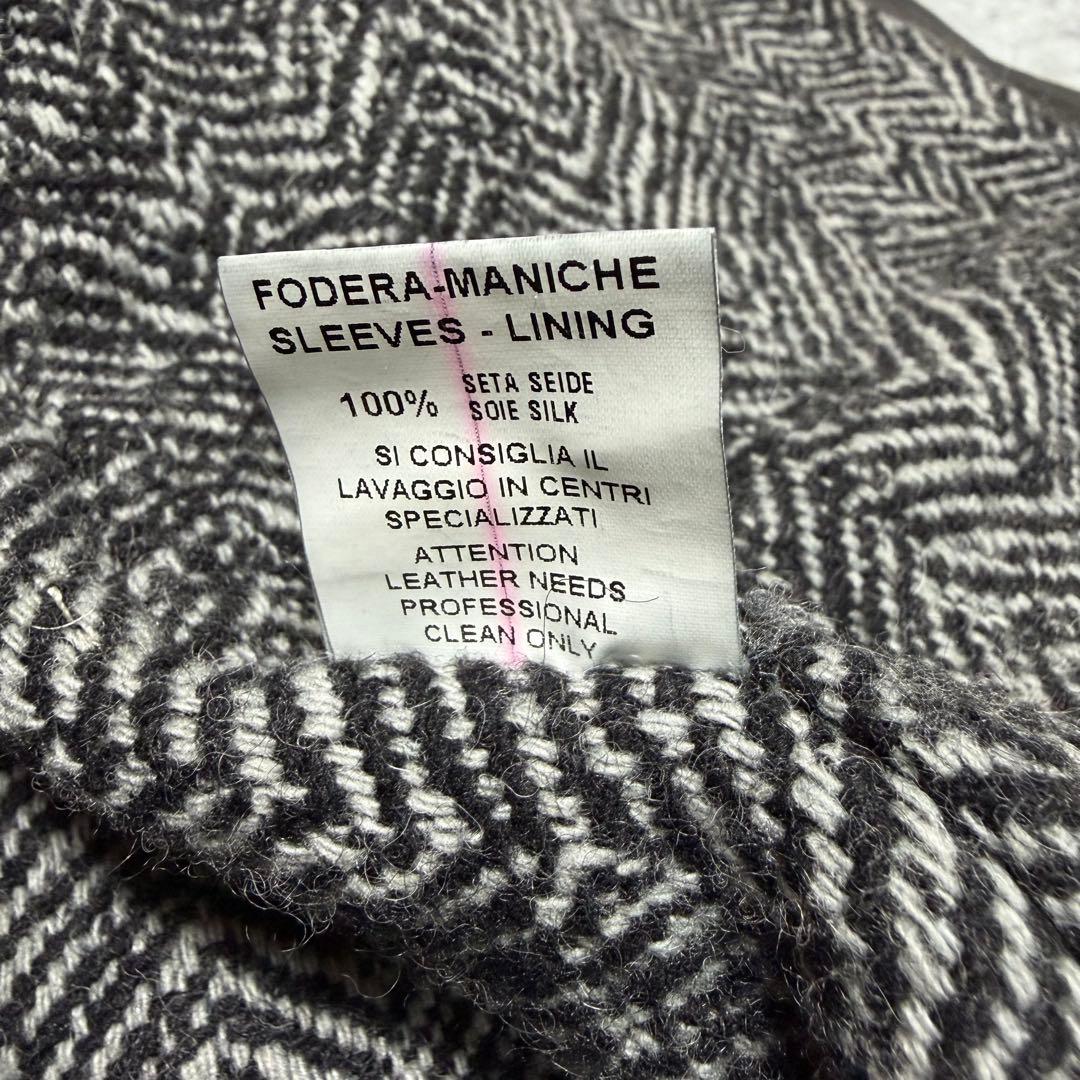 FODERA-MANICHE
SLEEVES - LINING
100% SETA SEIDE
SOIE SILK
SI CONSIGLIA IL
LAVAGGIO IN CENTRI
SPECIALIZZATI
ATTENTION
LEATHER NEEDS
PROFESSIONAL
CLEAN ONLY